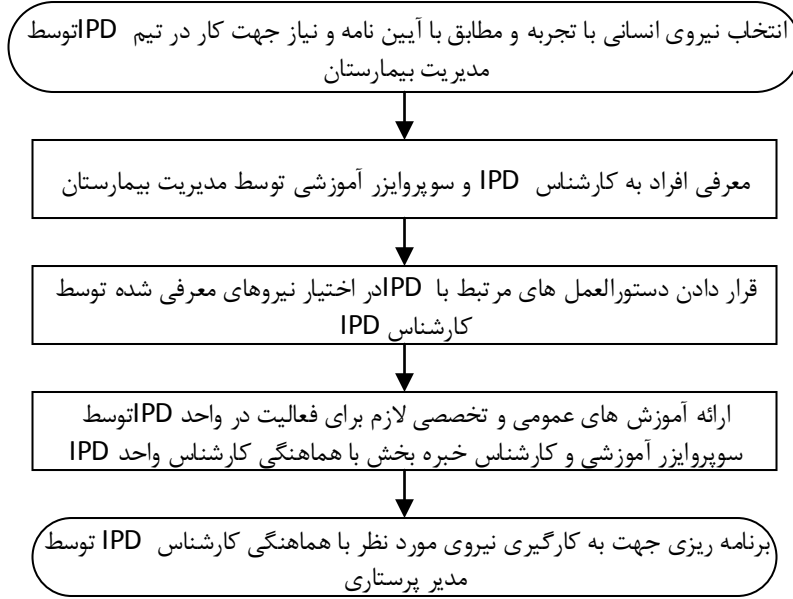 انتخاب نیروی انسانی با تجربه و مطابق با آیین نامه و نیاز جهت کار در تیم IPDتوسط
مدیریت بیمارستان
معرفی افراد به کارشناس IPD و سوپروایزر آموزشی توسط مدیریت بیمارستان
قرار دادن دستورالعمل های مرتبط با IPDدر اختیار نیروهای معرفی شده توسط
کارشناس IPD
ارائه آموزش های عمومی و تخصصی لازم برای فعالیت در واحد IPDتوسط
سوپروایزر آموزشی و کارشناس خبره بخش با هماهنگی کارشناس واحد IPD
برنامه ریزی جهت به کارگیری نیروی مورد نظر با هماهنگی کارشناس IPD توسط
مدیر پرستاری